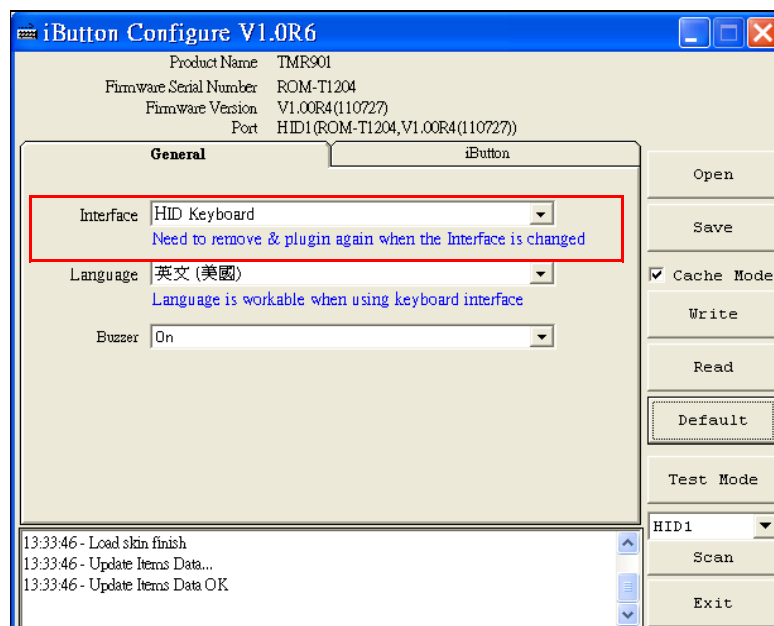 iButton Configure V1.0R6
Product Name TMR901
Firmware Serial Number ROM-T1204
Firmware Version V1.00R4(110727)
Port HID1(ROM-T1204,V1.00R4(110727))
General iButton
Open
Interface HID Keyboard
Need to remove & plugin again when the Interface is changed
Save
Language 英文 (美國)
Cache Mode
Language is workable when using keyboard interface
Write
Buzzer On
Read
Default
Test Mode
HID1
13:33:46 - Load skin finish
13:33:46 - Update Items Data...
Scan
13:33:46 - Update Items Data OK
Exit